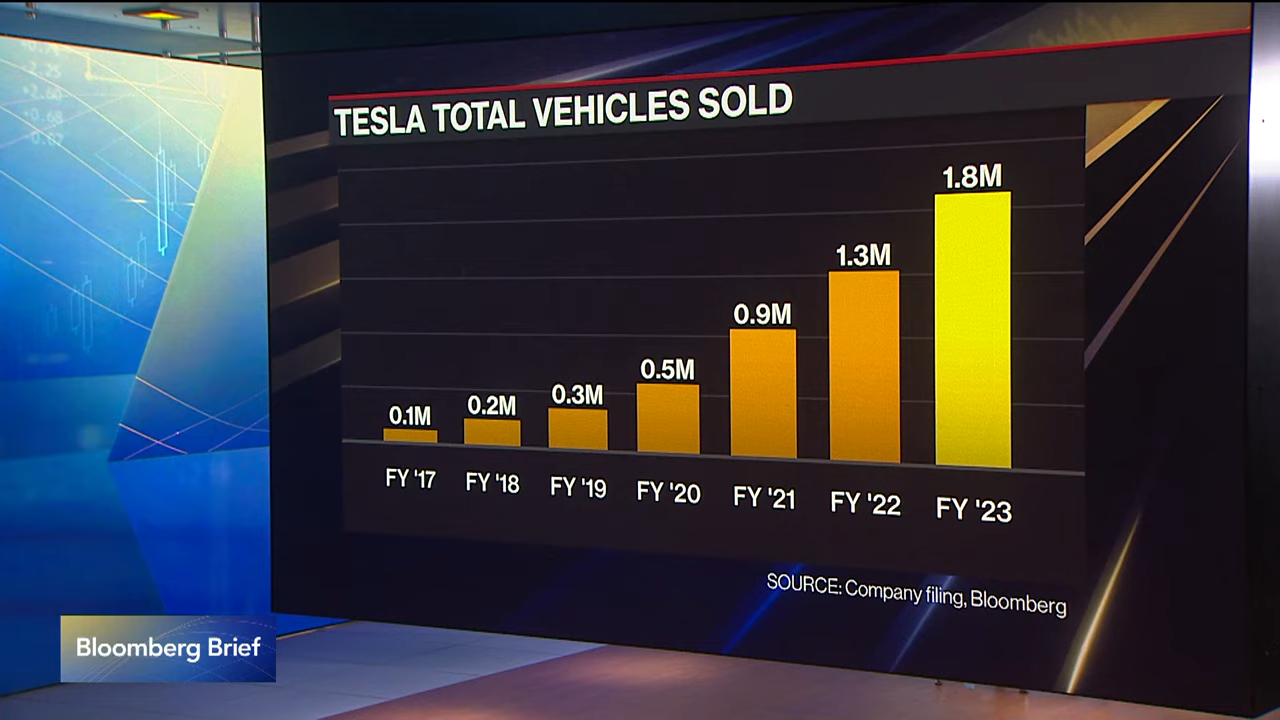 TESLA TOTAL VEHICLES SOLD
0.1M
0.2M
0.3M
0.5M
0.9M
1.3M
1.8M
FY '17
FY '18
FY '19
FY '20
FY '21
FY '22
FY '23
SOURCE: Company filing, Bloomberg
Bloomberg Brief